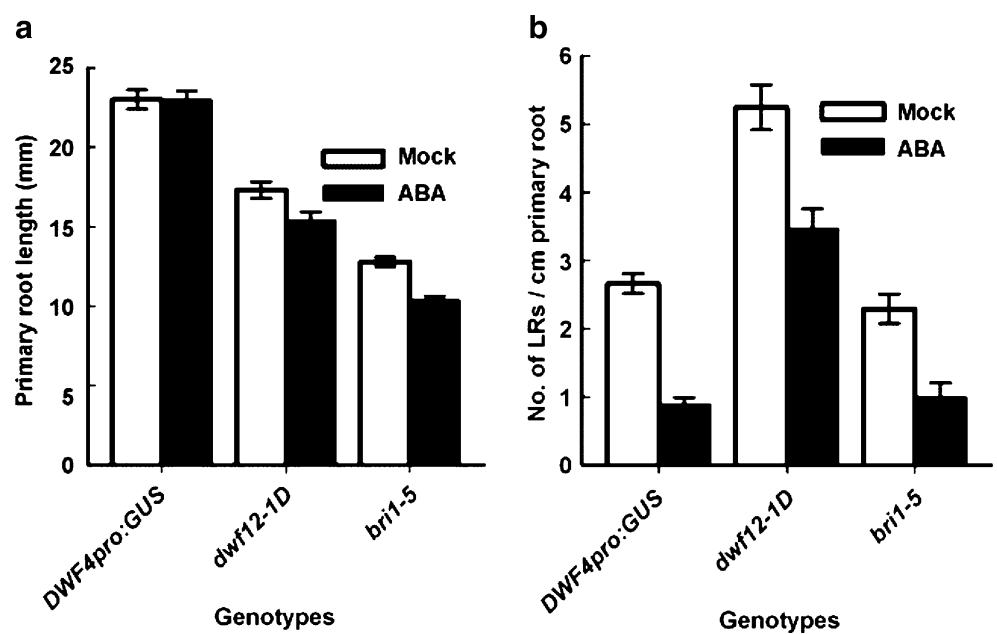 a
Primary root length (mm)
25
20
15
10
5
0
Mock
ABA
DWF4pro:GUS
dwf12-1D
bri1-5
Genotypes
b
No. of LRs / cm primary root
6
5
4
3
2
1
0
Mock
ABA
DWF4pro:GUS
dwf12-1D
bri1-5
Genotypes